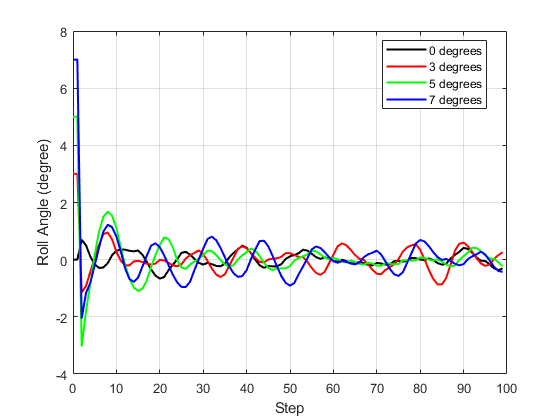 8
6
4
2
0
-2
-4
Roll Angle (degree)
0 degrees
3 degrees
5 degrees
7 degrees
0 10 20 30 40 50 60 70 80 90 100
Step